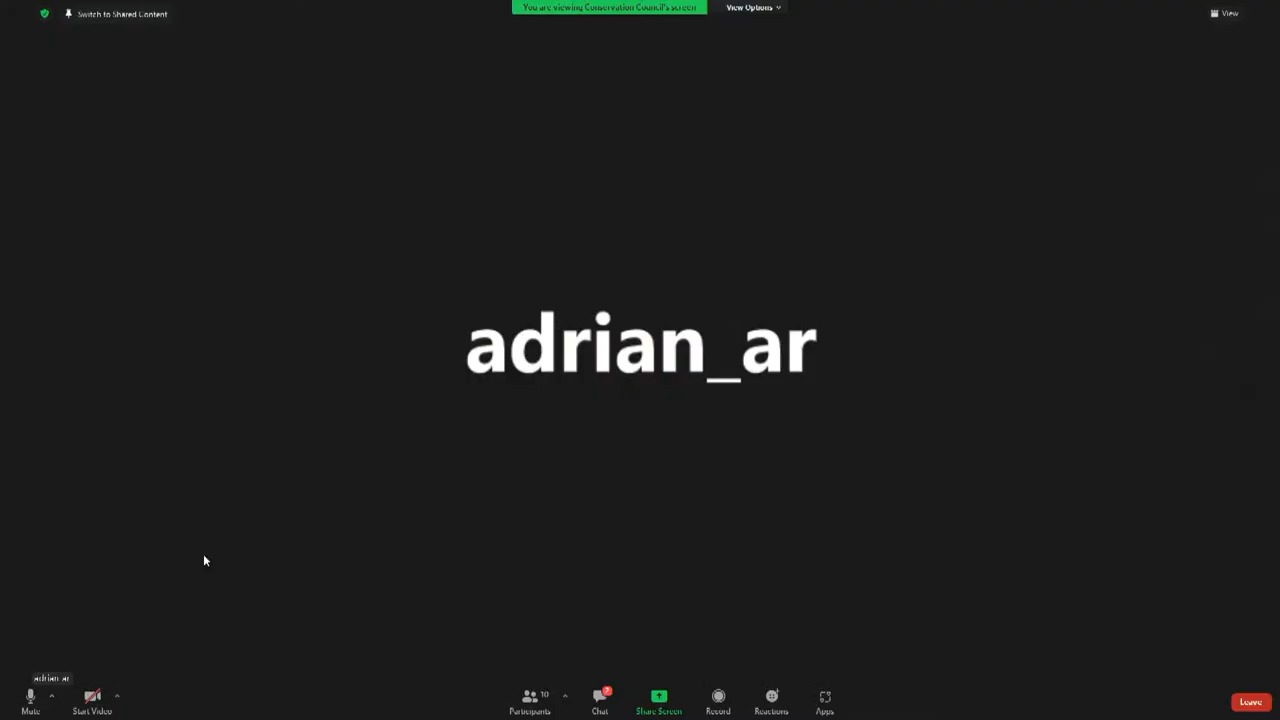 Switch to Shared Content
You are viewing Conservation Council's screen
View Options
View
adrian_ar
adrian_ar
Mute
Start Video
10
Participants
7
Chat
Share Screen
Record
Reactions
Apps
Leave